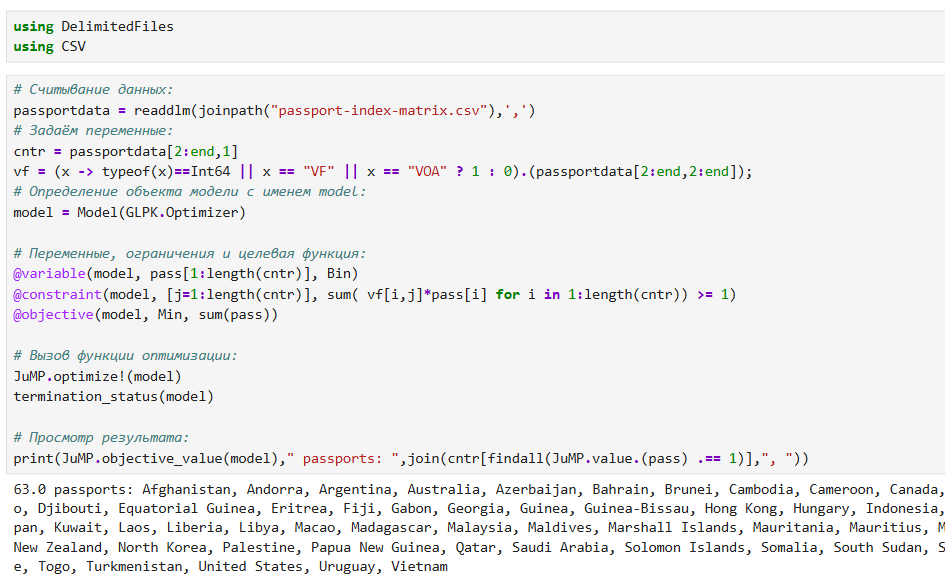 using DelimitedFiles
using CSV
# Считывание данных:
passportdata = readdlm(joinpath("passport-index-matrix.csv"),',')
# Задаём переменные:
cntr = passportdata[2:end,1]
vf = (x -> typeof(x)==Int64 || x == "VF" || x == "VOA" ? 1 : 0).(passportdata[2:end,2:end]);
# Определение объекта модели с именем model:
model = Model(GLPK.Optimizer)
# Переменные, ограничения и целевая функция:
@variable(model, pass[1:length(cntr)], Bin)
@constraint(model, [j=1:length(cntr)], sum( vf[i,j]*pass[i] for i in 1:length(cntr)) >= 1)
@objective(model, Min, sum(pass))
# Вызов функции оптимизации:
JuMP.optimize!(model)
termination_status(model)
# Просмотр результата:
print(JuMP.objective_value(model)," passports: ",join(cntr[findall(JuMP.value.(pass) .== 1)],", "))
63.0 passports: Afghanistan, Andorra, Argentina, Australia, Azerbaijan, Bahrain, Brunei, Cambodia, Cameroon, Canada,
o, Djibouti, Equatorial Guinea, Eritrea, Fiji, Gabon, Georgia, Guinea, Guinea-Bissau, Hong Kong, Hungary, Indonesia,
pan, Kuwait, Laos, Liberia, Libya, Macao, Madagascar, Malaysia, Maldives, Marshall Islands, Mauritania, Mauritius, M
New Zealand, North Korea, Palestine, Papua New Guinea, Qatar, Saudi Arabia, Solomon Islands, Somalia, South Sudan, S
e, Togo, Turkmenistan, United States, Uruguay, Vietnam